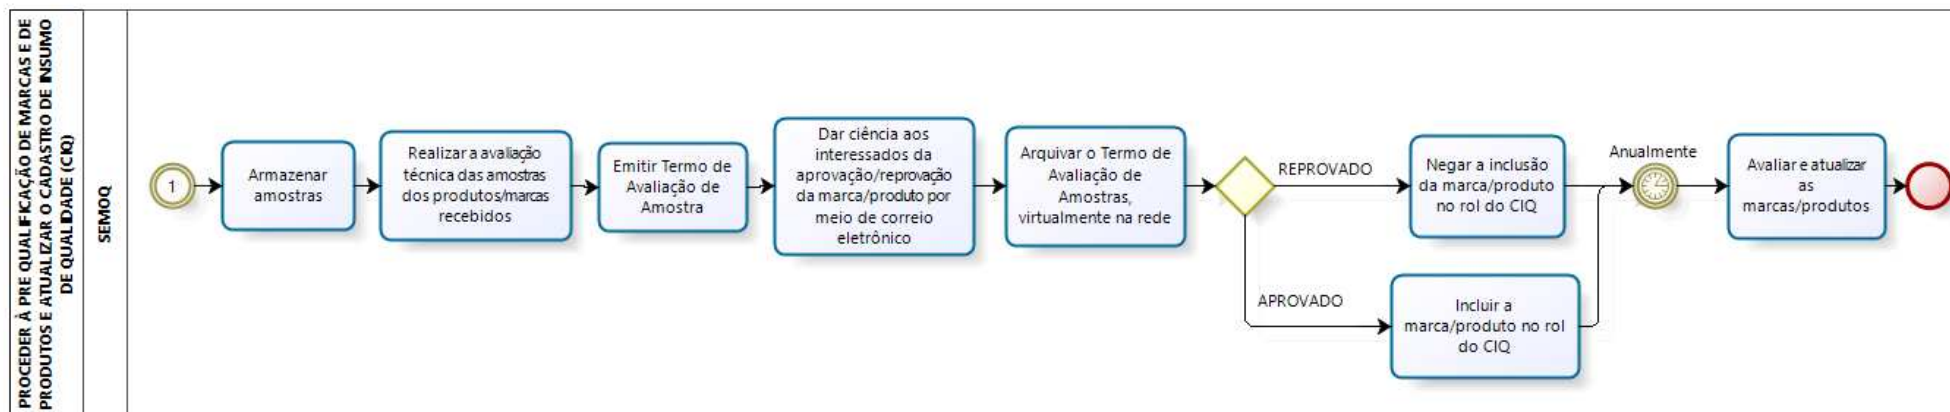 PROCEDER À PRE QUALIFICAÇÃO DE MARCAS E DE
PRODUTOS E ATUALIZAR O CADASTRO DE INSUMO
DE QUALIDADE (CIQ)
SEMOQ
1
Armazenar
amostras
Realizar a avaliação
técnica das amostras
dos produtos/marcas
recebidos
Emitir Termo de
Avaliação de
Amostra
Dar ciência aos
interessados da
aprovação/reprovação
da marca/produto por
meio de correio
eletrônico
Arquivar o Termo de
Avaliação de
Amostras,
virtualmente na rede
REPROVADO
Negar a inclusão
da marca/produto
no rol do CIQ
APROVADO
Incluir a
marca/produto no rol
do CIQ
Anualmente
Avaliar e atualizar
as
marcas/produtos